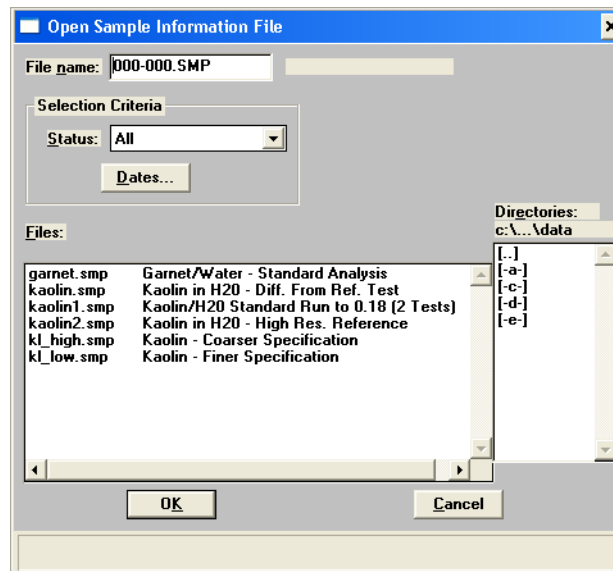 Open Sample Information File
File name: 000-000.SMP
Selection Criteria
Status: All
Dates...
Directories:
c:\...\data
Files:
garnet.smp Garnet/Water - Standard Analysis
kaolin.smp Kaolin in H20 - Diff. From Ref. Test
kaolin1.smp Kaolin/H20 Standard Run to 0.18 (2 Tests)
kaolin2.smp Kaolin in H20 - High Res. Reference
kl_high.smp Kaolin - Coarser Specification
kl_low.smp Kaolin - Finer Specification
[..]
[-a-]
[-c-]
[-d-]
[-e-]
OK
Cancel